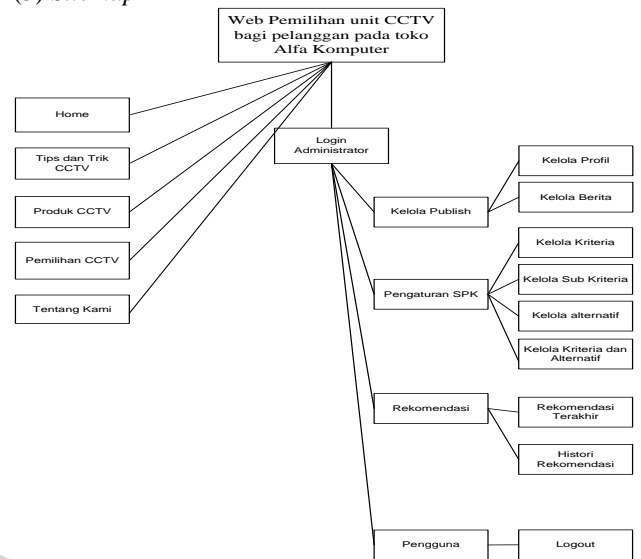 Web Pemilihan unit CCTV
bagi pelanggan pada toko
Alfa Komputer
Home
Login
Administrator
Tips dan Trik
CCTV
Produk CCTV
Pemilihan CCTV
Tentang Kami
Kelola Publish
Kelola Profil
Kelola Berita
Pengaturan SPK
Kelola Kriteria
Kelola Sub Kriteria
Kelola alternatif
Kelola Kriteria dan
Alternatif
Rekomendasi
Rekomendasi
Terakhir
Histori
Rekomendasi
Pengguna
Logout